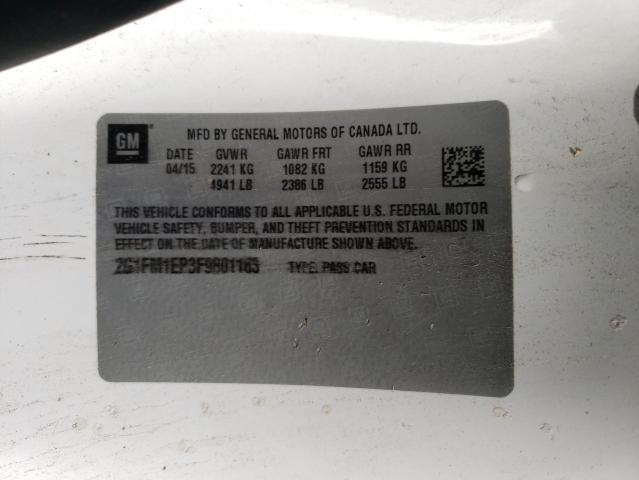 GM
MFD BY GENERAL MOTORS OF CANADA LTD.
DATE GVWR GAWR FRT GAWR RR
04/15 2241 KG 1082 KG 1159 KG
4941 LB 2386 LB 2555 LB
THIS VEHICLE CONFORMS TO ALL APPLICABLE U.S. FEDERAL MOTOR
VEHICLE SAFETY, BUMPER, AND THEFT PREVENTION STANDARDS IN
EFFECT ON THE DATE OF MANUFACTURE SHOWN ABOVE.
TYPE: PASS CAR